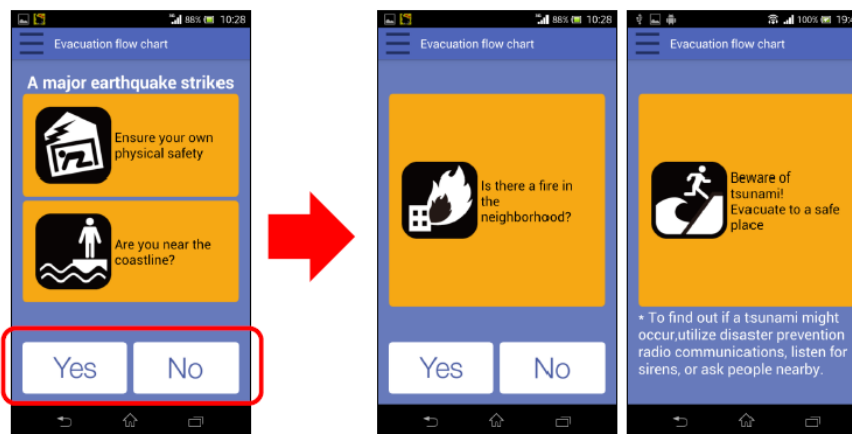 88% 10:28
Evacuation flow chart
A major earthquake strikes
Ensure your own
physical safety
Are you near the
coastline?
Yes No
88% 10:28
Evacuation flow chart
Is there a fire in
the
neighborhood?
Yes No
100% 19:
Evacuation flow chart
Beware of
tsunami!
Evacuate to a safe
place
* To find out if a tsunami might
occur,utilize disaster prevention
radio communications, listen for
sirens, or ask people nearby.